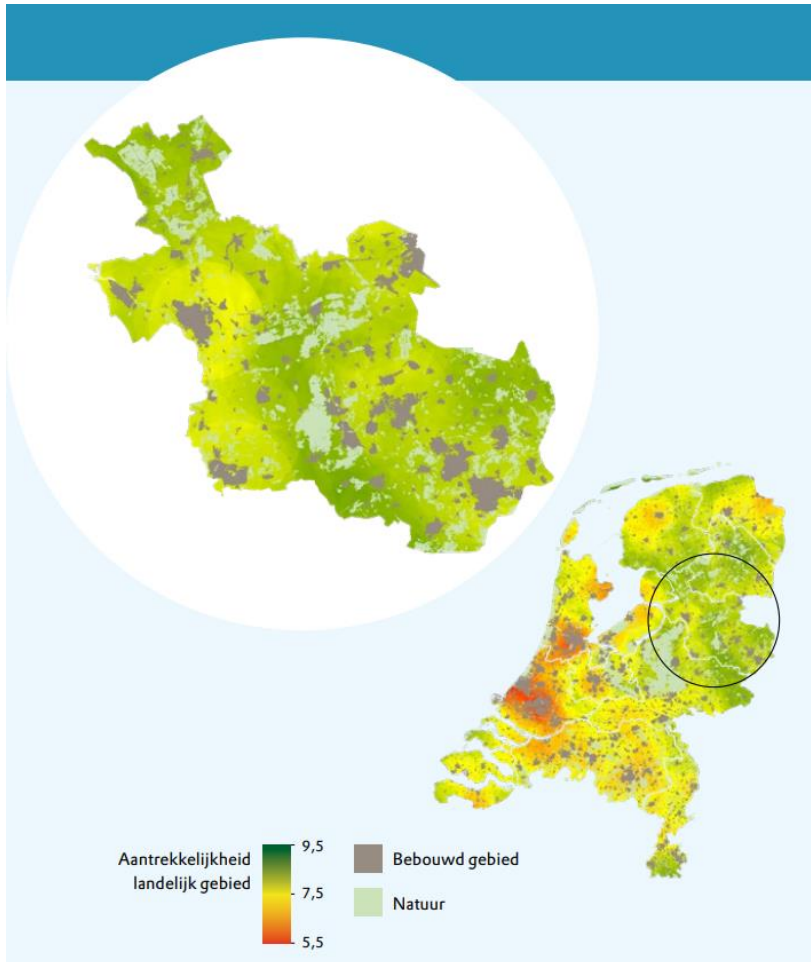 Aantrekkelijkheid
landelijk gebied
9,5
7,5
5,5
Bebouwd gebied
Natuur